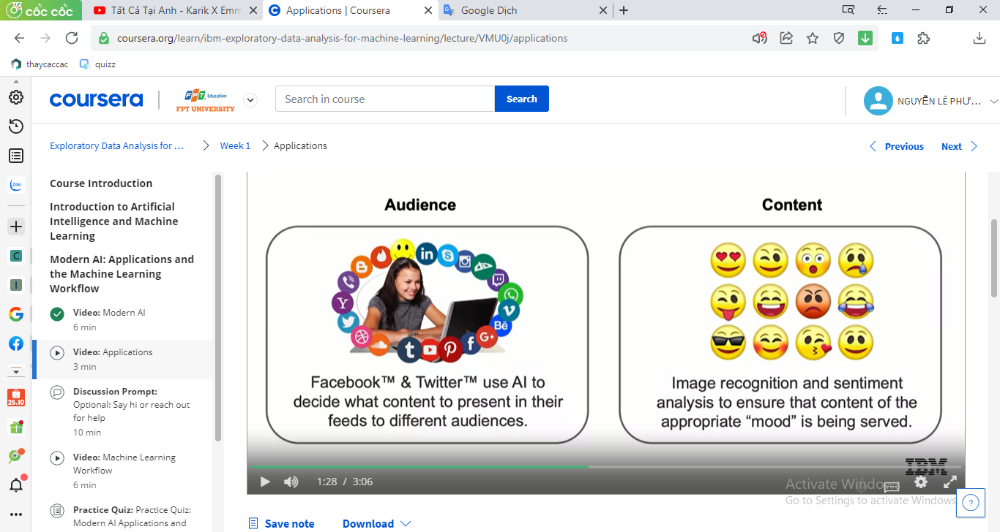 cốc cốc
Tất Cả Tại Anh - Karik X Emm
Applications | Coursera
Google Dịch
coursera.org/learn/ibm-exploratory-data-analysis-for-machine-learning/lecture/VMU0j/applications
thaycaccac
quizz
coursera
FPT Education
FPT UNIVERSITY
Search in course
Search
NGUYỄN LÊ PHƯ...
Exploratory Data Analysis for ...
Week 1
Applications
Previous
Next
Course Introduction
Introduction to Artificial
Intelligence and Machine
Learning
Modern AI: Applications and
the Machine Learning
Workflow
Video: Modern AI
6 min
Video: Applications
3 min
Discussion Prompt:
Optional: Say hi or reach out
for help
10 min
Video: Machine Learning
Workflow
6 min
Practice Quiz: Practice Quiz:
Modern AI Applications and
Zalo
C
I
25.10
Audience
Facebook™ & Twitter™ use AI to
decide what content to present in their
feeds to different audiences.
Content
Image recognition and sentiment
analysis to ensure that content of the
appropriate “mood” is being served.
IBM
1:28 / 3:06
Activate Windows
Go to Settings to activate Windows.
Save note
Download